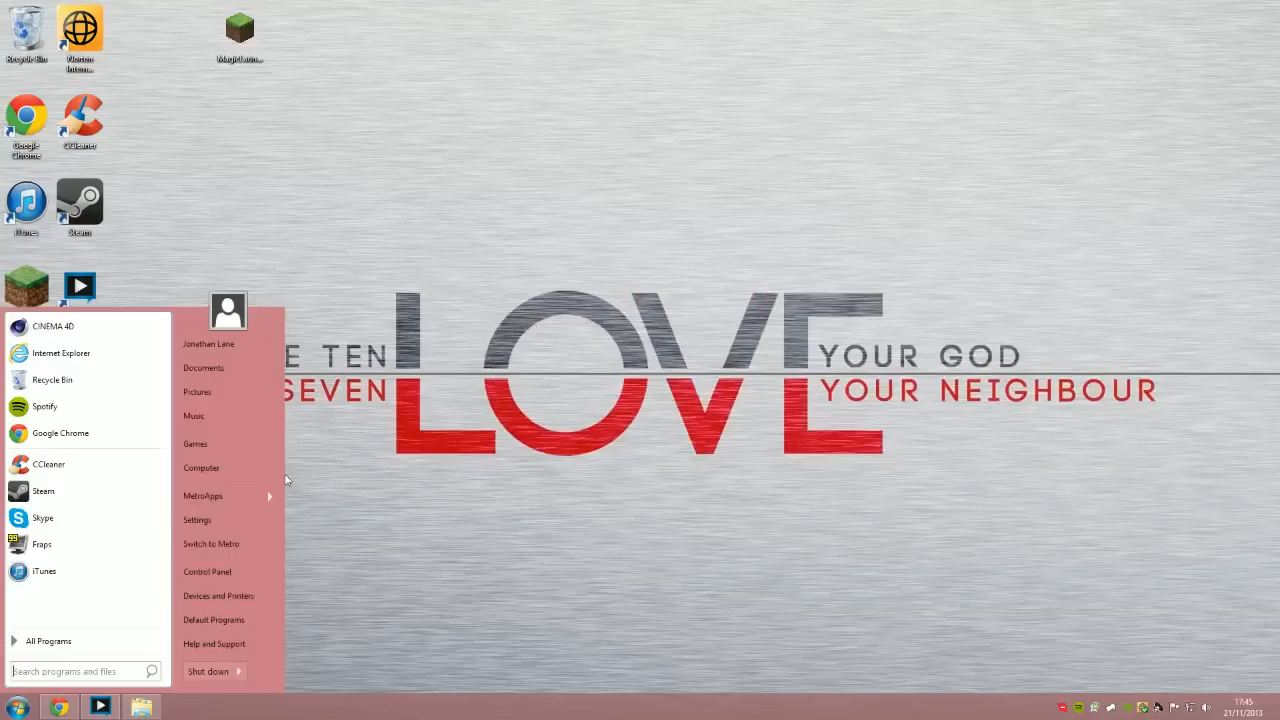 Recycle Bin
Norton
Intern...
MagicLaun...
Google
Chrome
CCleaner
iTunes
Steam
E TEN
LOVE
YOUR GOD
SEVEN
YOUR NEIGHBOUR
CINEMA 4D
Internet Explorer
Recycle Bin
Spotify
Google Chrome
CCleaner
Steam
Skype
Fraps
iTunes
All Programs
Search programs and files
Jonathan Lane
Documents
Pictures
Music
Games
Computer
MetroApps
Settings
Switch to Metro
Control Panel
Devices and Printers
Default Programs
Help and Support
Shut down
17:45
21/11/2013